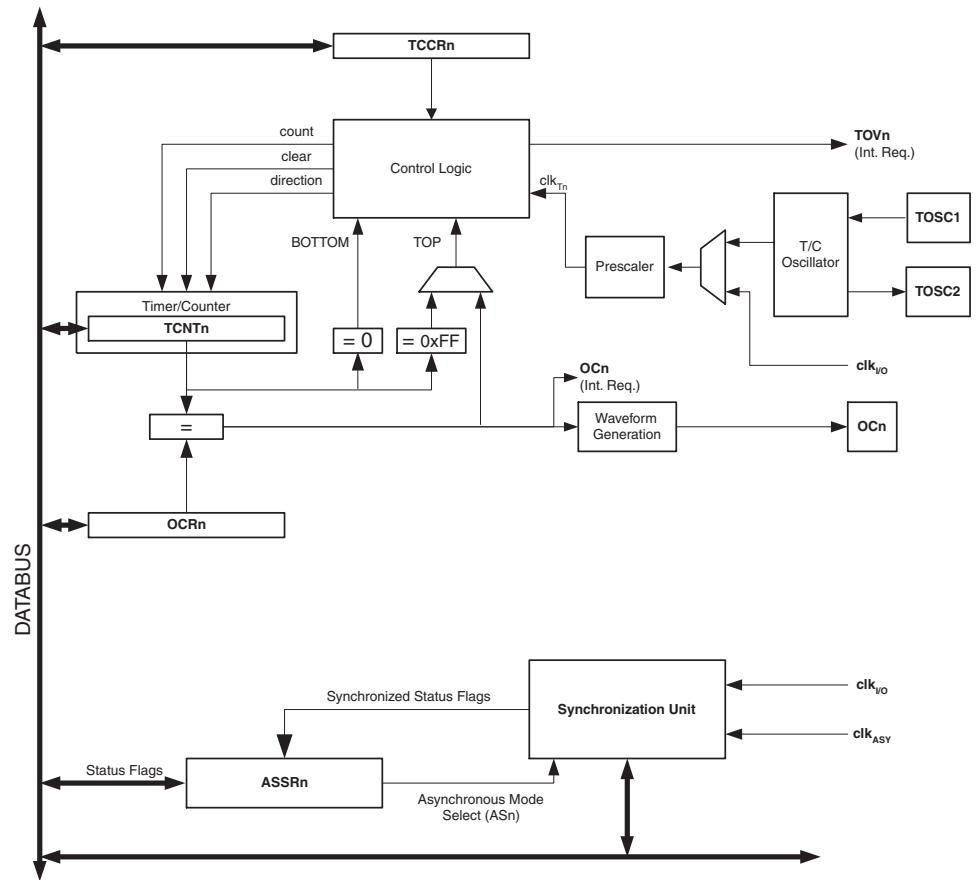 TCCRn
count
clear
direction
Control Logic
TOVn
(Int. Req.)
clkTn
BOTTOM
TOP
Prescaler
T/C
Oscillator
TOSC1
TOSC2
Timer/Counter
TCNTn
= 0
= 0xFF
clkI/O
OCn
(Int. Req.)
=
Waveform
Generation
OCn
OCRn
DATABUS
Synchronized Status Flags
Synchronization Unit
clkI/O
clkASY
Status Flags
ASSRn
Asynchronous Mode
Select (ASn)